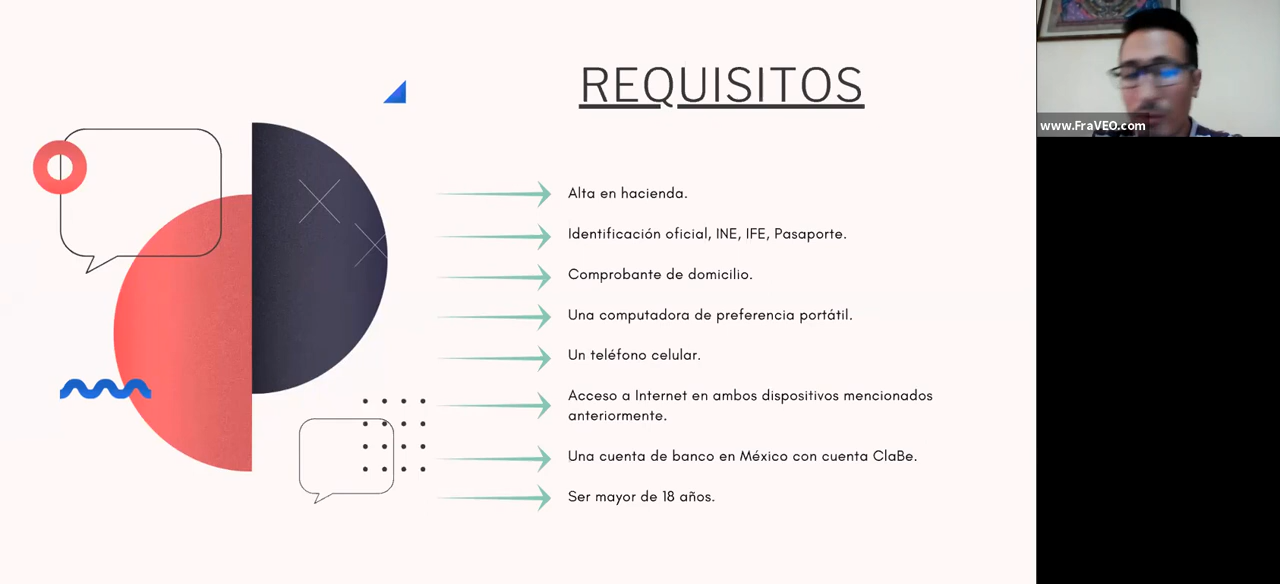 REQUISITOS
www.FraVEO.com
Alta en hacienda.
Identificación oficial, INE, IFE, Pasaporte.
Comprobante de domicilio.
Una computadora de preferencia portátil.
Un teléfono celular.
Acceso a Internet en ambos dispositivos mencionados
anteriormente.
Una cuenta de banco en México con cuenta ClaBe.
Ser mayor de 18 años.